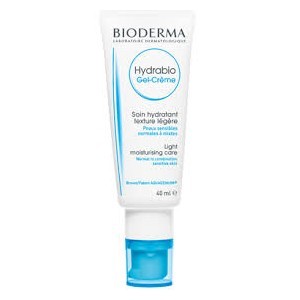 BIODERMA
LABORATOIRE DERMATOLOGIQUE
Hydrabio
Gel-Crème
Soin hydratant
texture légère
Peaux sensibles
normales à mixtes
Light
moisturising care
Normal to combination
sensitive skin
40 ml e